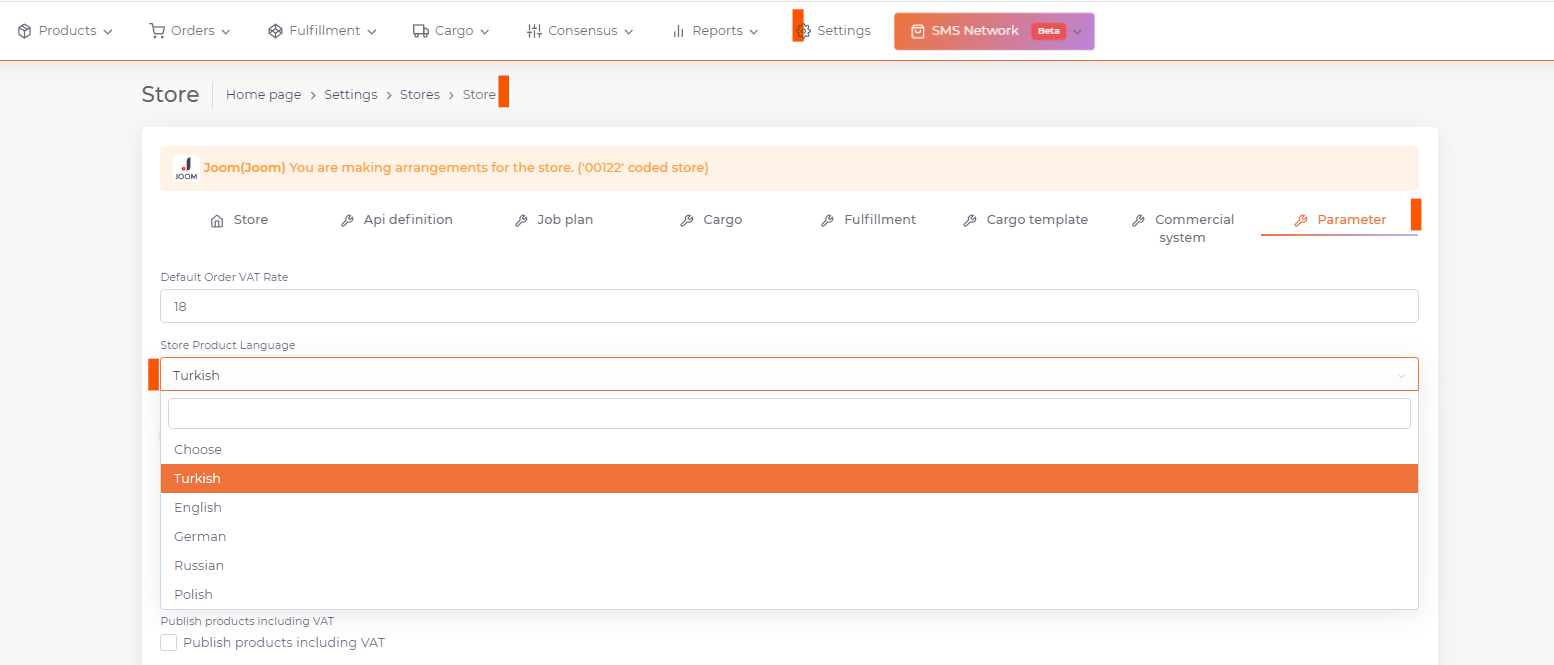 Products Orders Fulfillment Cargo Consensus Reports Settings SMS Network Beta
Store Home page > Settings > Stores > Store
JOOM Joom(Joom) You are making arrangements for the store. ('00122' coded store)
Store Api definition Job plan Cargo Fulfillment Cargo template Commercial system Parameter
Default Order VAT Rate
18
Store Product Language
Turkish
Choose
Turkish
English
German
Russian
Polish
Publish products including VAT
Publish products including VAT